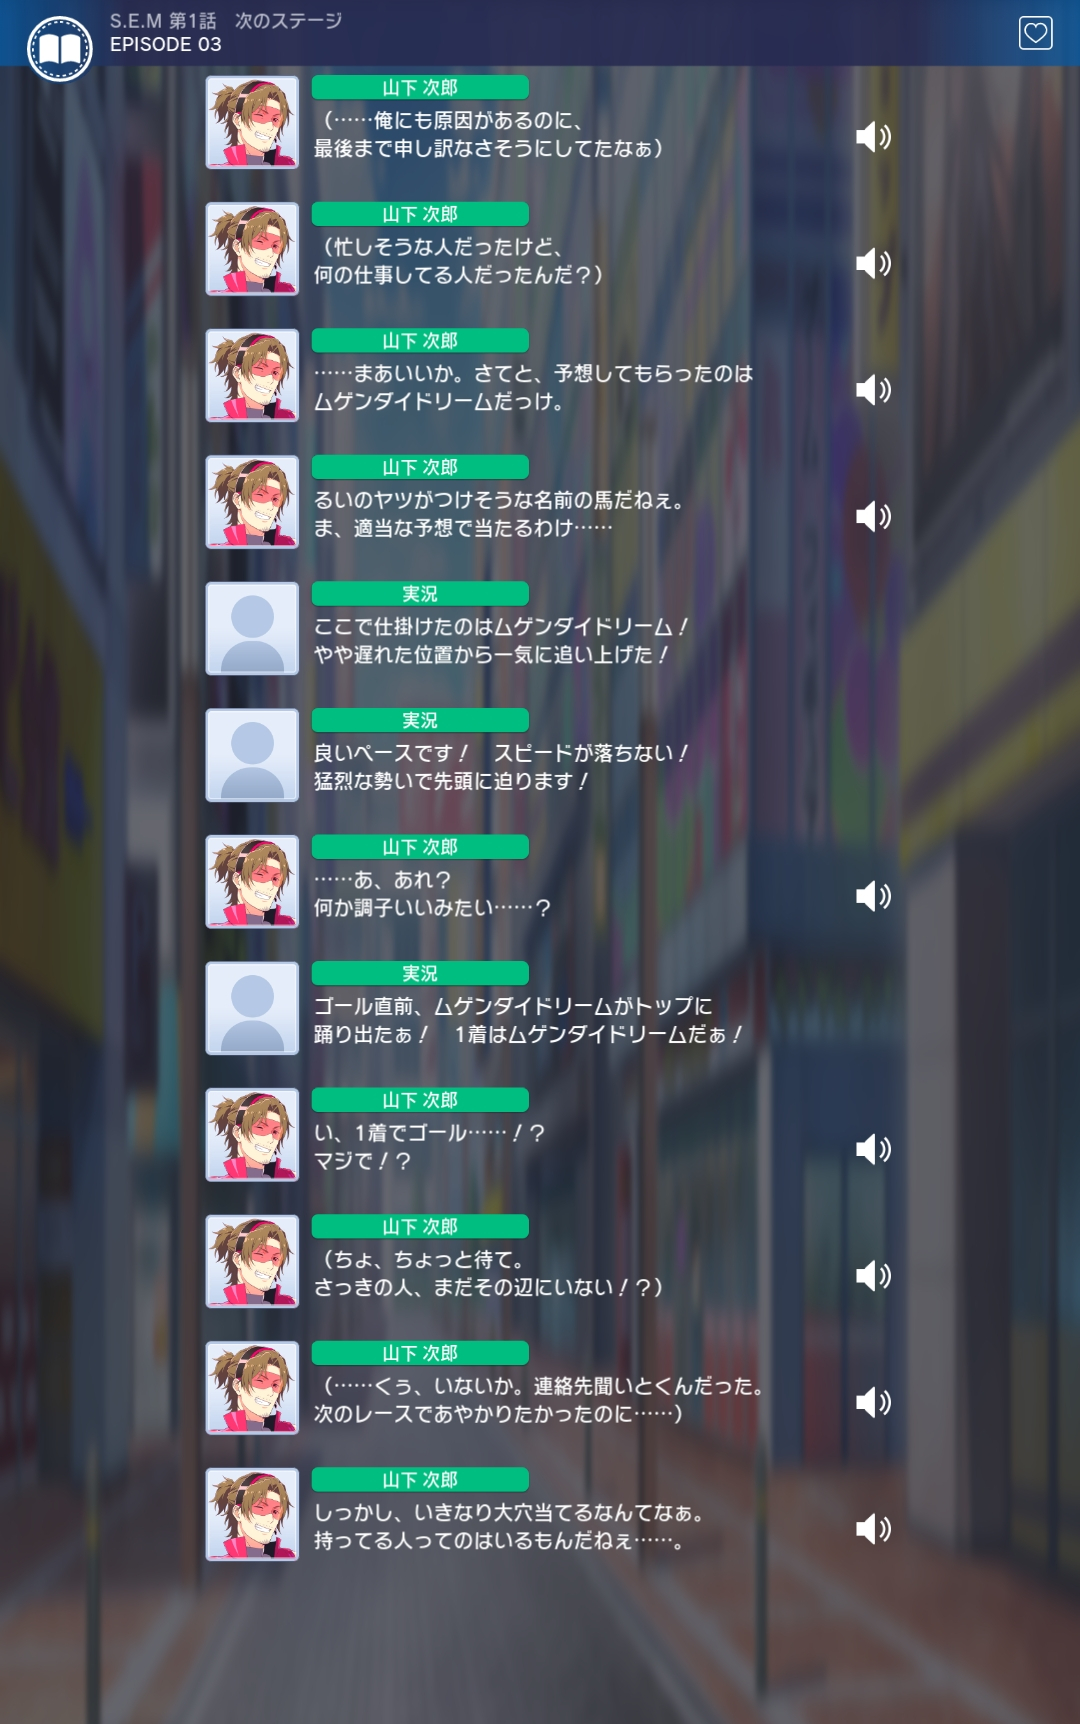 S.E.M 第1話　次のステージ
EPISODE 03
山下 次郎
（……俺にも原因があるのに、
最後まで申し訳なさそうにしてたなぁ）
山下 次郎
（忙しそうな人だったけど、
何の仕事してる人だったんだ？）
山下 次郎
……まあいいか。さてと、予想してもらったのは
ムゲンダイドリームだっけ。
山下 次郎
るいのヤツがつけそうな名前の馬だねぇ。
ま、適当な予想で当たるわけ……
実況
ここで仕掛けたのはムゲンダイドリーム！
やや遅れた位置から一気に追い上げた！
実況
良いペースです！　スピードが落ちない！
猛烈な勢いで先頭に迫ります！
山下 次郎
……あ、あれ？
何か調子いいみたい……？
実況
ゴール直前、ムゲンダイドリームがトップに
踊り出たぁ！　1着はムゲンダイドリームだぁ！
山下 次郎
い、1着でゴール……！？
マジで！？
山下 次郎
（ちょ、ちょっと待て。
さっきの人、まだその辺にいない！？）
山下 次郎
（……くぅ、いないか。連絡先聞いとくんだった。
次のレースであやかりたかったのに……）
山下 次郎
しっかし、いきなり大穴当てるなんてなぁ。
持ってる人ってのはいるもんだねぇ……。